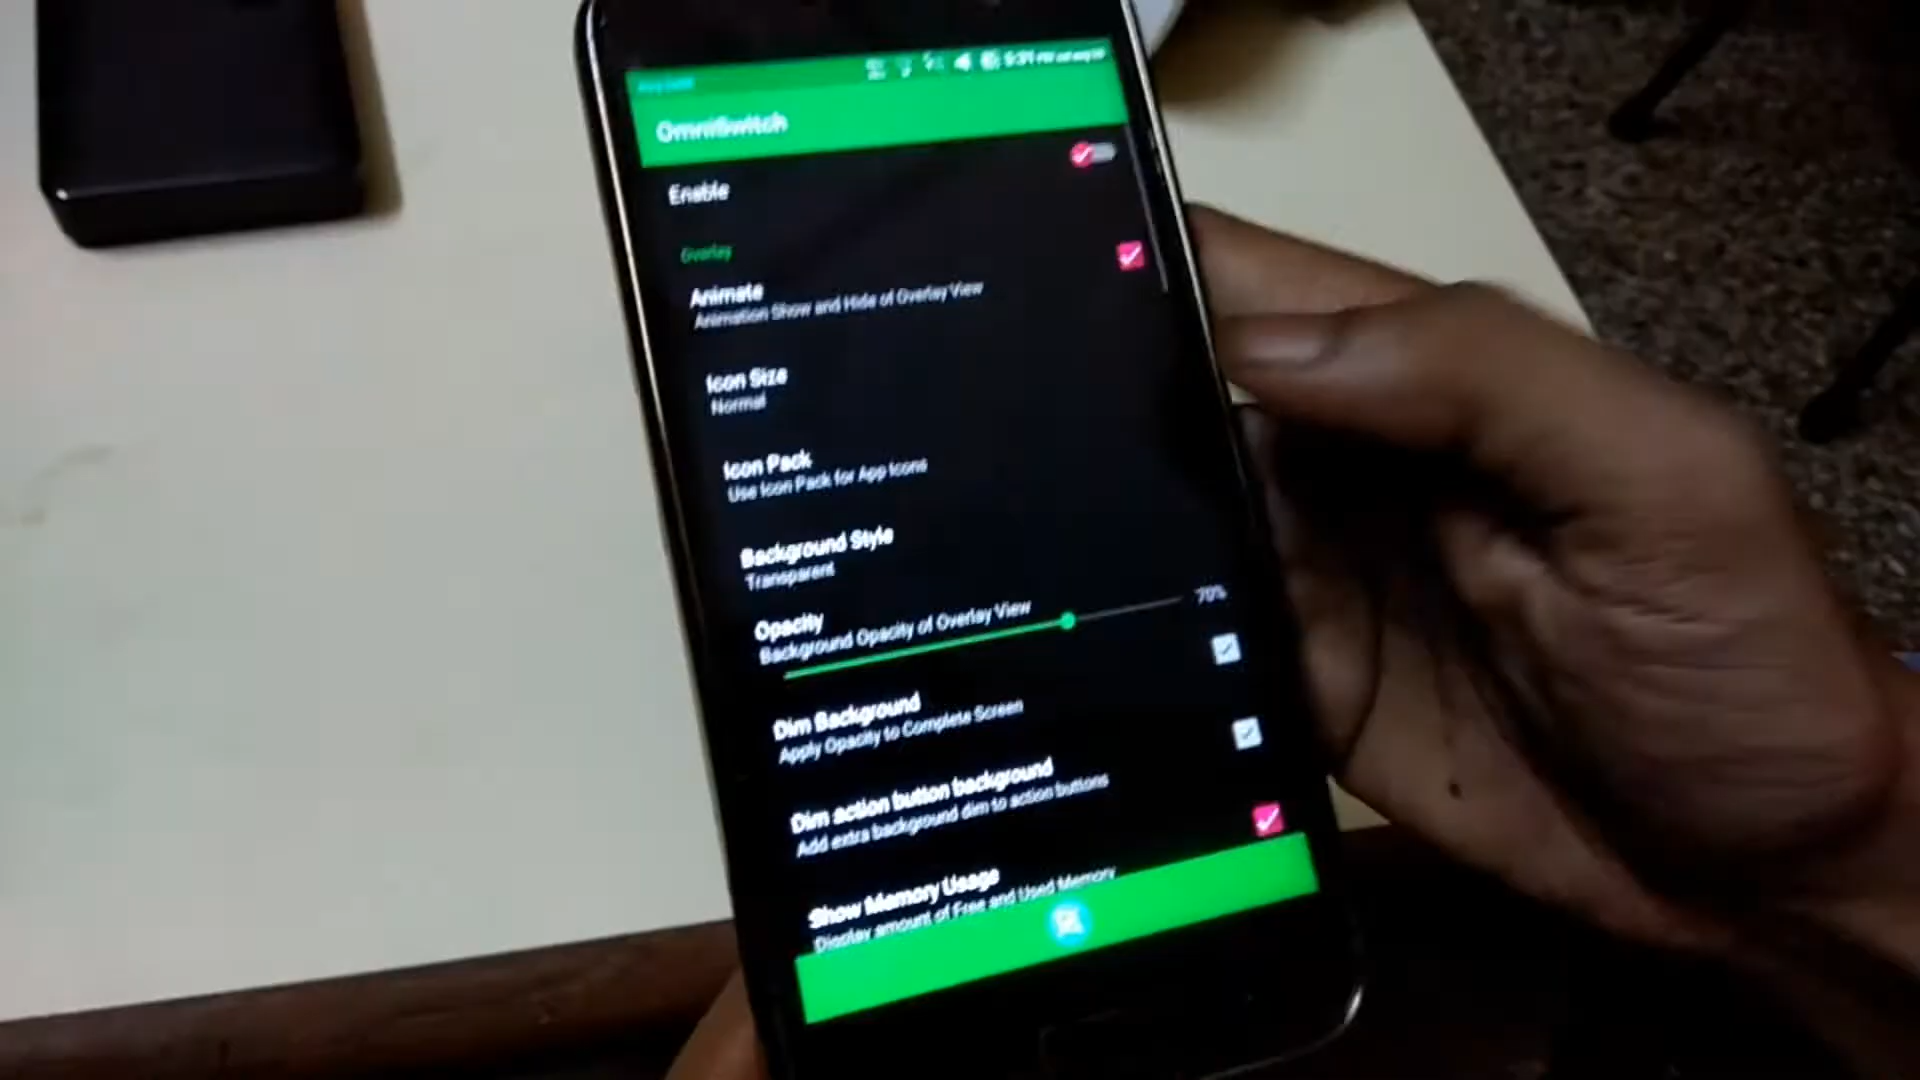 5:31 PM
OmniSwitch
Enable
Overlay
Animate
Animation Show and Hide of Overlay View
Icon Size
Normal
Icon Pack
Use Icon Pack for App Icons
Background Style
Transparent
Opacity
Background Opacity of Overlay View
70%
Dim Background
Apply Opacity to Complete Screen
Dim action button background
Add extra background dim to action buttons
Show Memory Usage
Display amount of Free and Used Memory